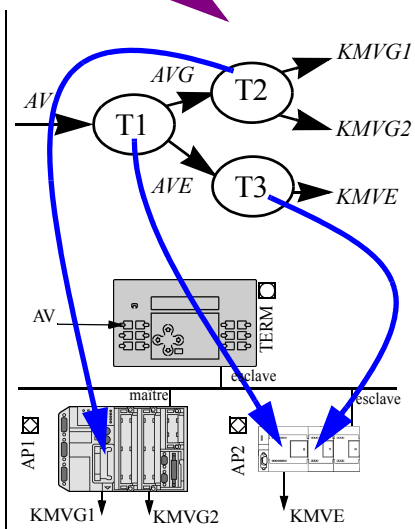 KMVG1
AVG
T2
AV
T1
KMVG2
AVE
T3
KMVE
AV
TERM
esclave
maître
esclave
AP1
AP2
KMVG1
KMVG2
KMVE